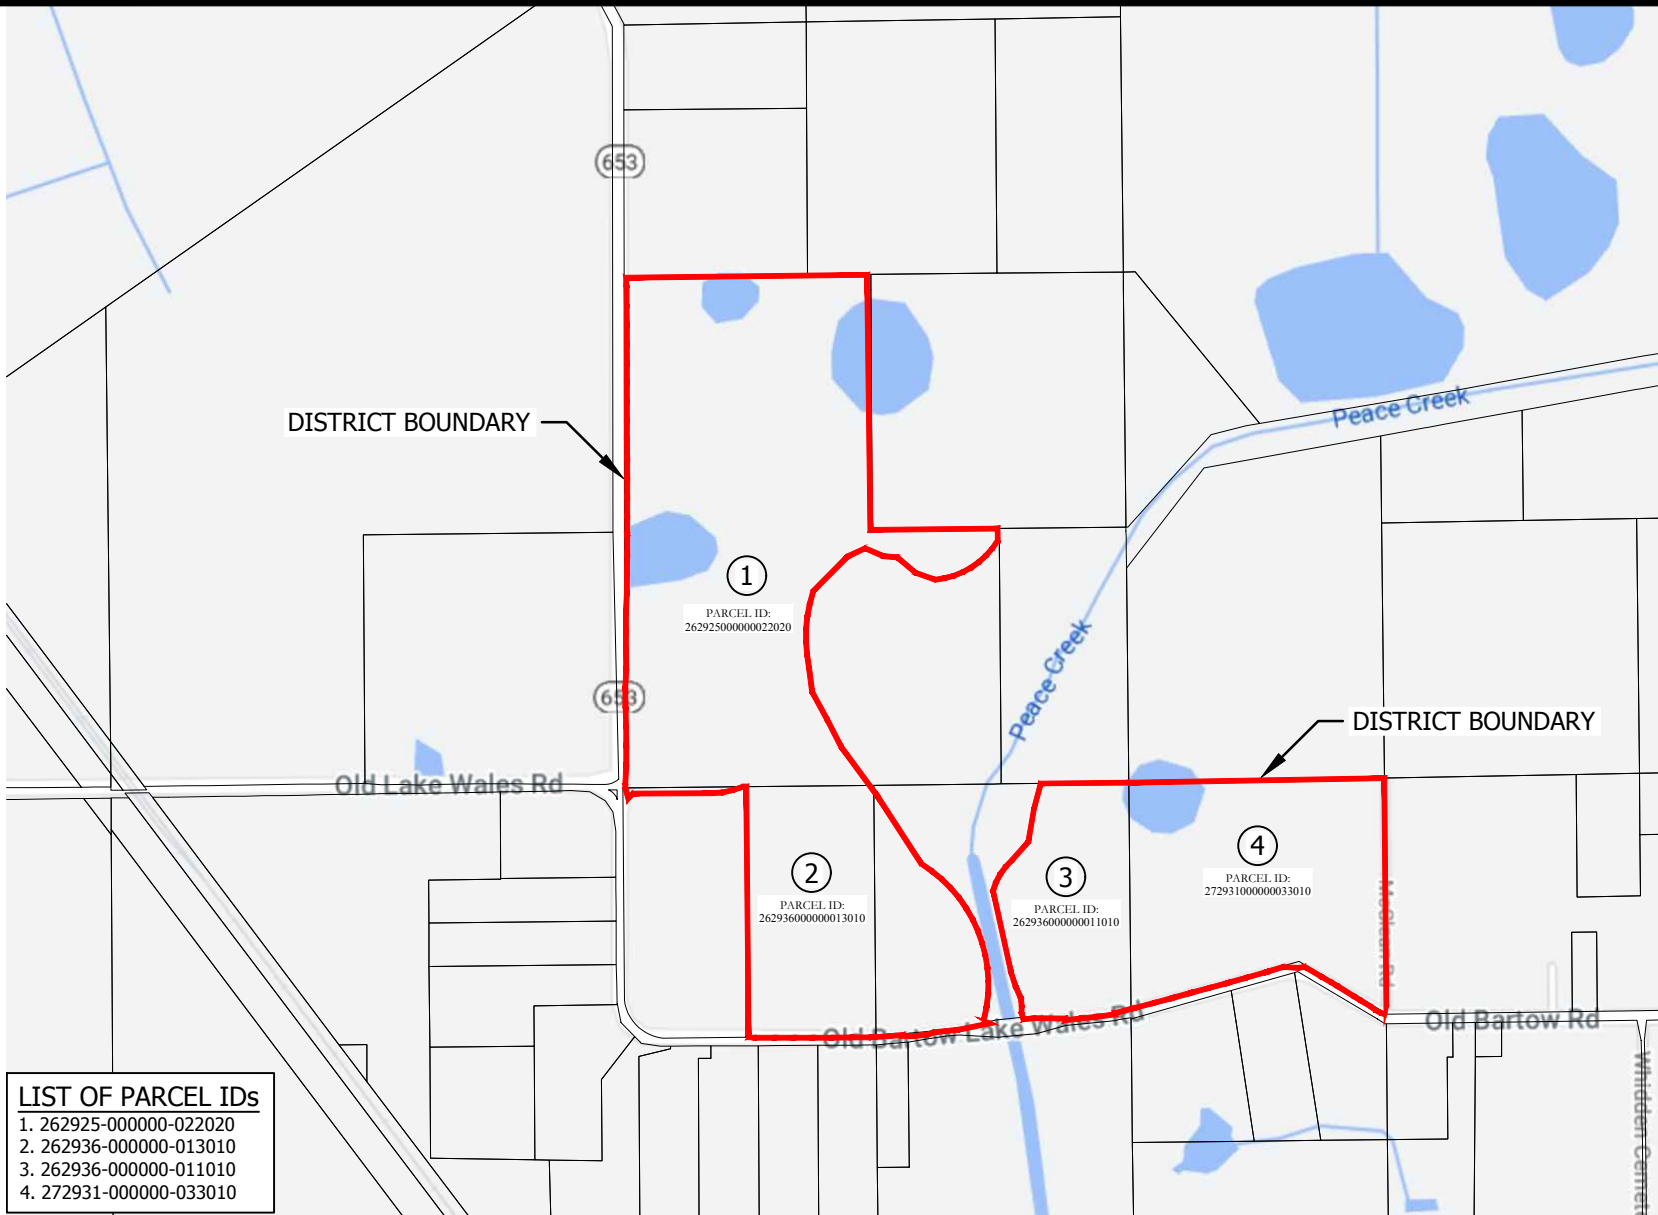 653
Peace Creek
DISTRICT BOUNDARY
1
PARCEL ID:
262925000000022020
Peace Creek
653
DISTRICT BOUNDARY
Old Lake Wales Rd
2
PARCEL ID:
262936000000013010
3
PARCEL ID:
262936000000011010
4
PARCEL ID:
272931000000033010
Old Bartow Lake Wales Rd
Old Bartow Rd
Whidden Cemete
LIST OF PARCEL IDs
1. 262925-000000-022020
2. 262936-000000-013010
3. 262936-000000-011010
4. 272931-000000-033010